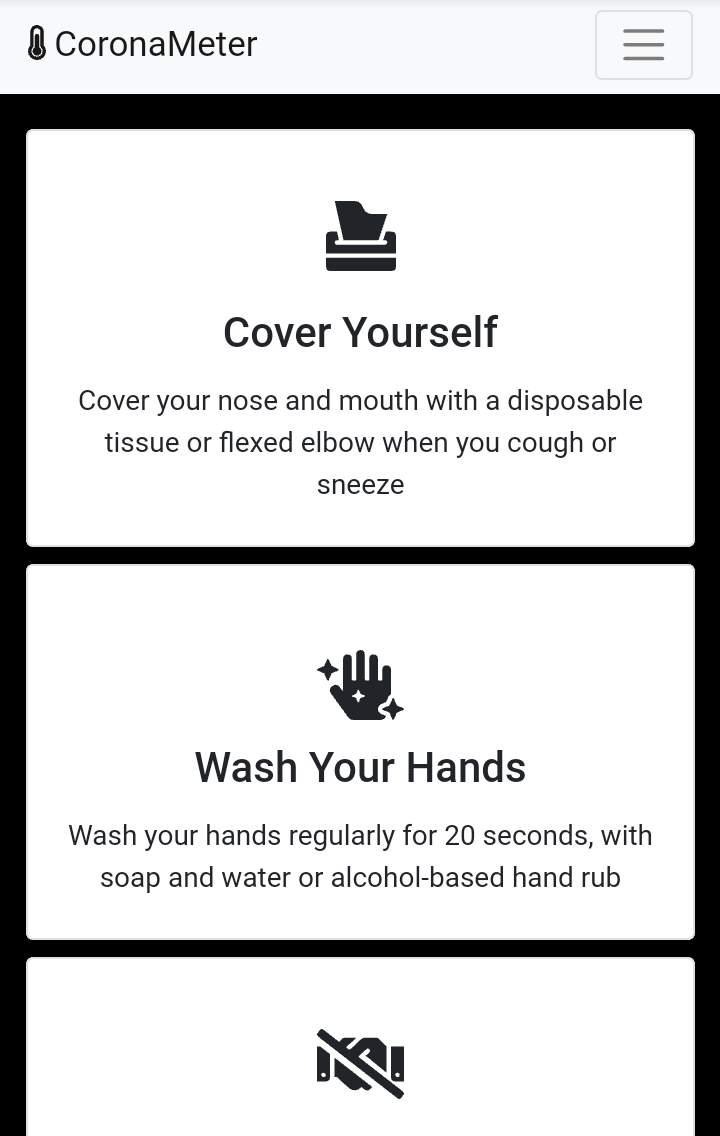 CoronaMeter
Cover Yourself
Cover your nose and mouth with a disposable
tissue or flexed elbow when you cough or
sneeze
Wash Your Hands
Wash your hands regularly for 20 seconds, with
soap and water or alcohol-based hand rub